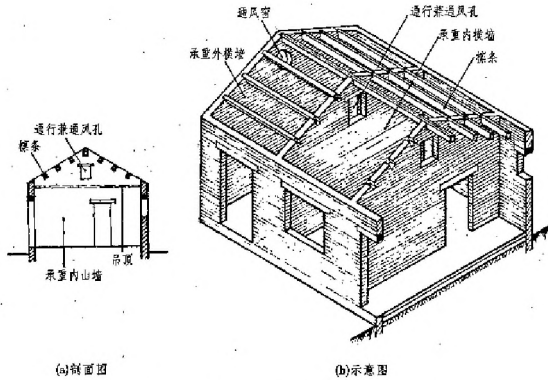 通风窗
通行兼通风孔
承重内横墙
承重外横墙
檩条
通行兼通风孔
檩条
吊顶
承重内山墙
(a)剖面图
(b)示意图